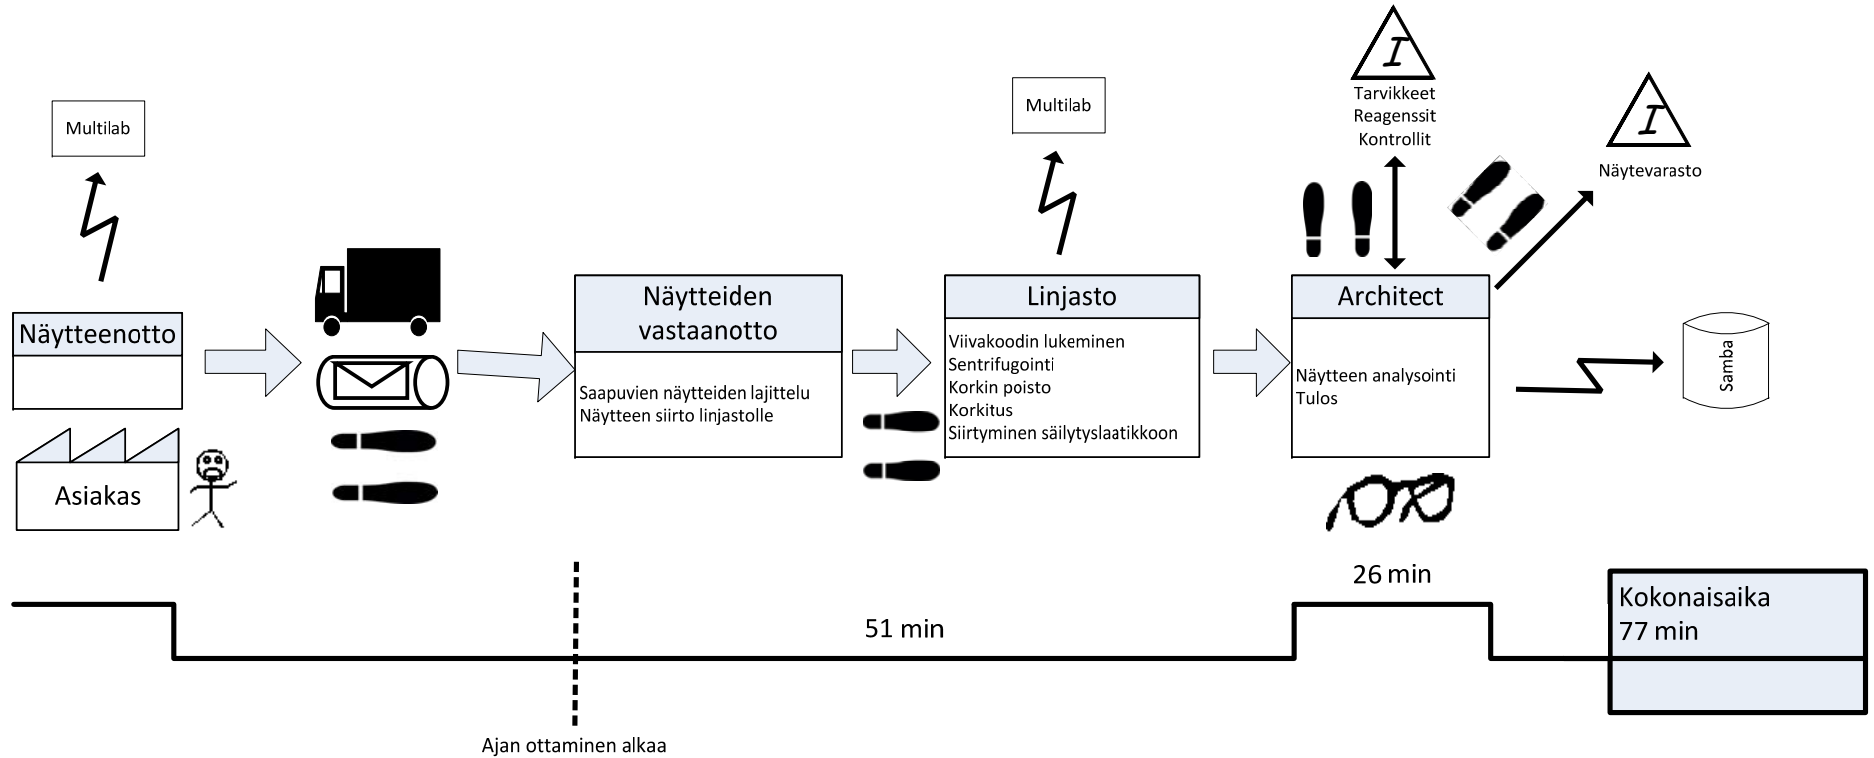 Multilab
Näytteenotto
Asiakas
Näytteiden
vastaanotto
Saapuvien näytteiden lajittelu
Näytteen siirto linjastolle
Multilab
Linjasto
Viivakoodin lukeminen
Sentrifugointi
Korkin poisto
Korkitus
Siirtyminen säilytyslaatikkoon
I
Tarvikkeet
Reagenssit
Kontrollit
Architect
Näytteen analysointi
Tulos
I
Näytevarasto
Samba
51 min
26 min
Kokonaisaika
77 min
Ajan ottaminen alkaa